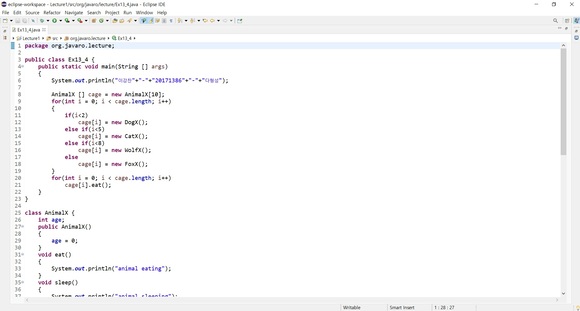 eclipse-workspace - Lecture1/src/org/javaro/lecture/Ex13_4.java - Eclipse IDE
File Edit Source Refactor Navigate Search Project Run Window Help
Ex13_4.java
Lecture1 src org.javaro.lecture Ex13_4
1 package org.javaro.lecture;
2
3 public class Ex13_4 {
4 public static void main(String [] args)
5 {
6 System.out.println("-"+"20171386"+"-"+");
7
8 AnimalX [] cage = new AnimalX[10];
9 for(int i = 0; i < cage.length; i++)
10 {
11 if(i<2)
12 cage[i] = new DogX();
13 else if(i<5)
14 cage[i] = new CatX();
15 else if(i<8)
16 cage[i] = new WolfX();
17 else
18 cage[i] = new FoxX();
19 }
20 for(int i = 0; i < cage.length; i++)
21 cage[i].eat();
22 }
23 }
24
25 class AnimalX {
26 int age;
27 public AnimalX()
28 {
29 age = 0;
30 }
31 void eat()
32 {
33 System.out.println("animal eating");
34 }
35 void sleep()
36 {
37 System.out.println("animal sleeping");
Writable Smart Insert 1 : 28 : 27